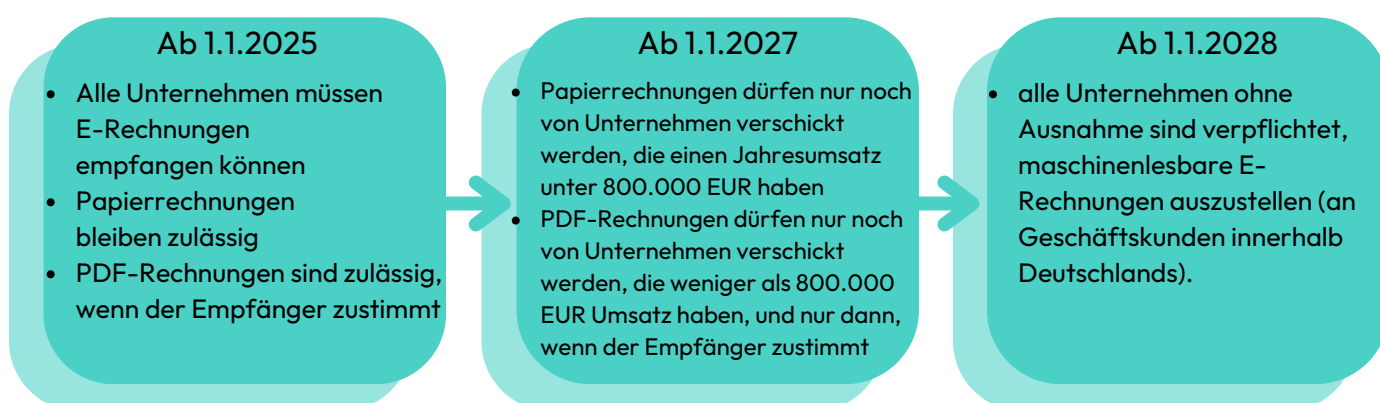 Ab 1.1.2025
• Alle Unternehmen müssen
E-Rechnungen
empfangen können
• Papierrechnungen
bleiben zulässig
• PDF-Rechnungen sind zulässig,
wenn der Empfänger zustimmt
Ab 1.1.2027
• Papierrechnungen dürfen nur noch
von Unternehmen verschickt
werden, die einen Jahresumsatz
unter 800.000 EUR haben
• PDF-Rechnungen dürfen nur noch
von Unternehmen verschickt
werden, die weniger als 800.000
EUR Umsatz haben, und nur dann,
wenn der Empfänger zustimmt
Ab 1.1.2028
• alle Unternehmen ohne
Ausnahme sind verpflichtet,
maschinenlesbare E-
Rechnungen auszustellen (an
Geschäftskunden innerhalb
Deutschlands).